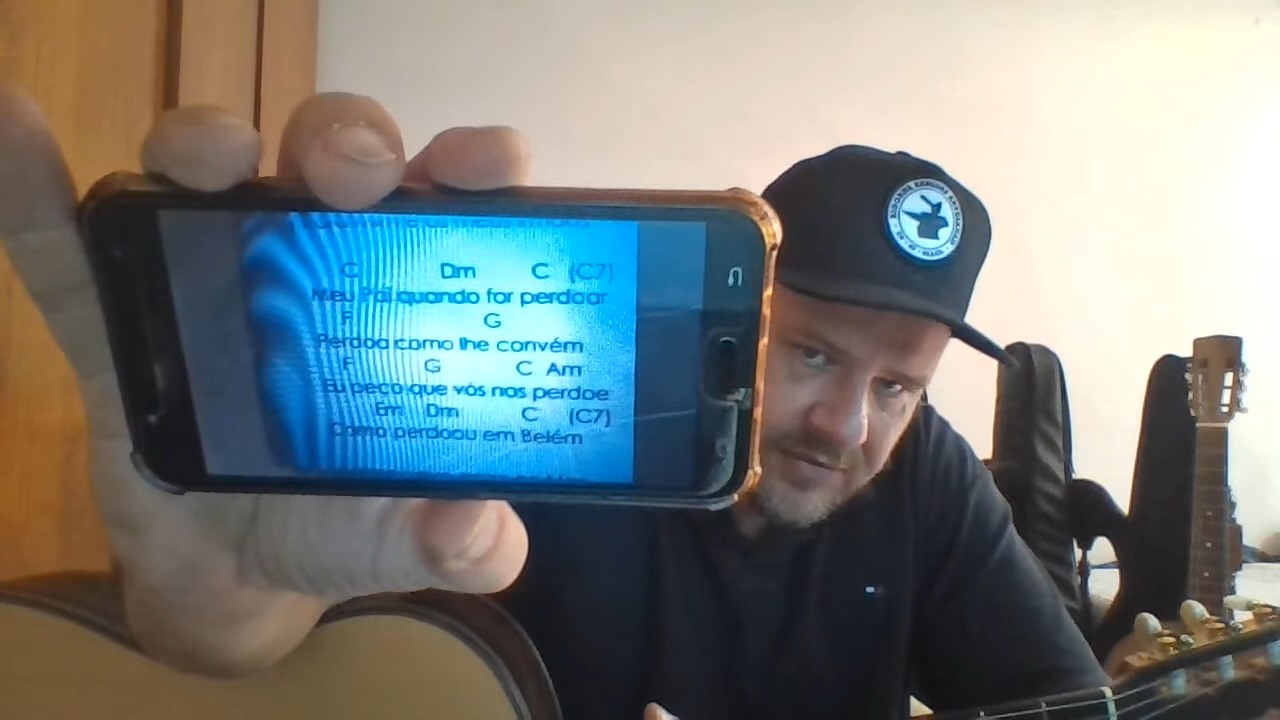 C Dm C (C7)
Meu Pai quando for perdoar
F G
Perdoa como lhe convém
F G C Am
Eu peço que vós nos perdoe
Em Dm C (C7)
Como perdoou em Belém